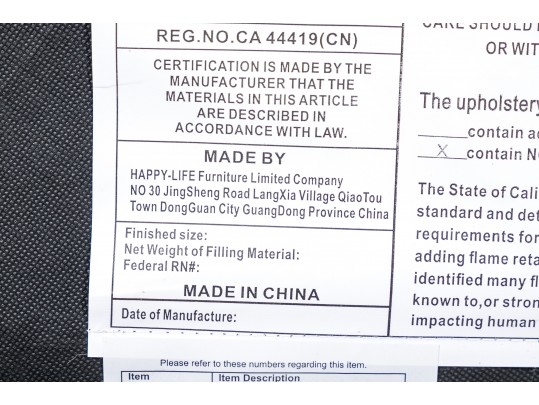 REG.NO.CA 44419(CN)
CERTIFICATION IS MADE BY THE
MANUFACTURER THAT THE
MATERIALS IN THIS ARTICLE
ARE DESCRIBED IN
ACCORDANCE WITH LAW.
MADE BY
HAPPY-LIFE Furniture Limited Company
NO 30 JingSheng Road LangXia Village QiaoTou
Town DongGuan City GuangDong Province China
Finished size:
Net Weight of Filling Material:
Federal RN#:
MADE IN CHINA
Date of Manufacture:
CARE SHOULD
OR WIT
The upholstery
contain ad
X contain N
The State of Cali
standard and det
requirements for
adding flame reta
identified many fl
known to,or stron
impacting human
Please refer to these numbers regarding this item.
Item Item Description